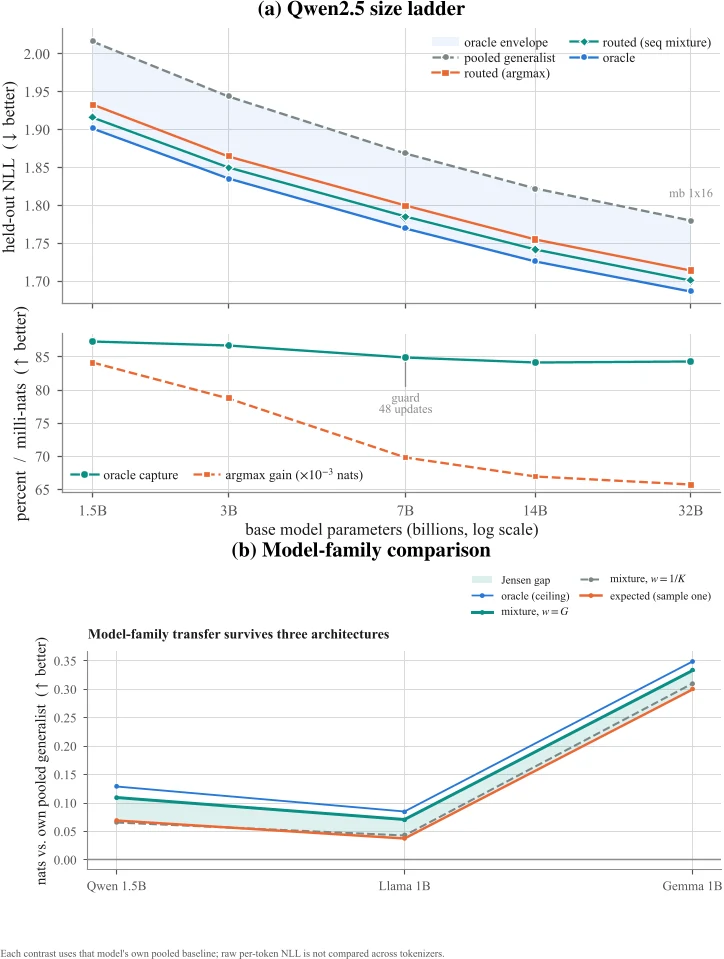 (a) Qwen2.5 size ladder
oracle envelope
pooled generalist
routed (argmax)
routed (seq mixture)
oracle
held-out NLL (↓ better)
2.00
1.95
1.90
1.85
1.80
1.75
1.70
mb 1x16
percent / milli-nats (↑ better)
85
80
75
70
65
guard
48 updates
oracle capture
argmax gain (×10⁻³ nats)
1.5B
3B
7B
14B
32B
base model parameters (billions, log scale)
(b) Model-family comparison
Jensen gap
oracle (ceiling)
mixture, w = G
mixture, w = 1/K
expected (sample one)
Model-family transfer survives three architectures
nats vs. own pooled generalist (↑ better)
0.35
0.30
0.25
0.20
0.15
0.10
0.05
0.00
Qwen 1.5B
Llama 1B
Gemma 1B
Each contrast uses that model's own pooled baseline; raw per-token NLL is not compared across tokenizers.